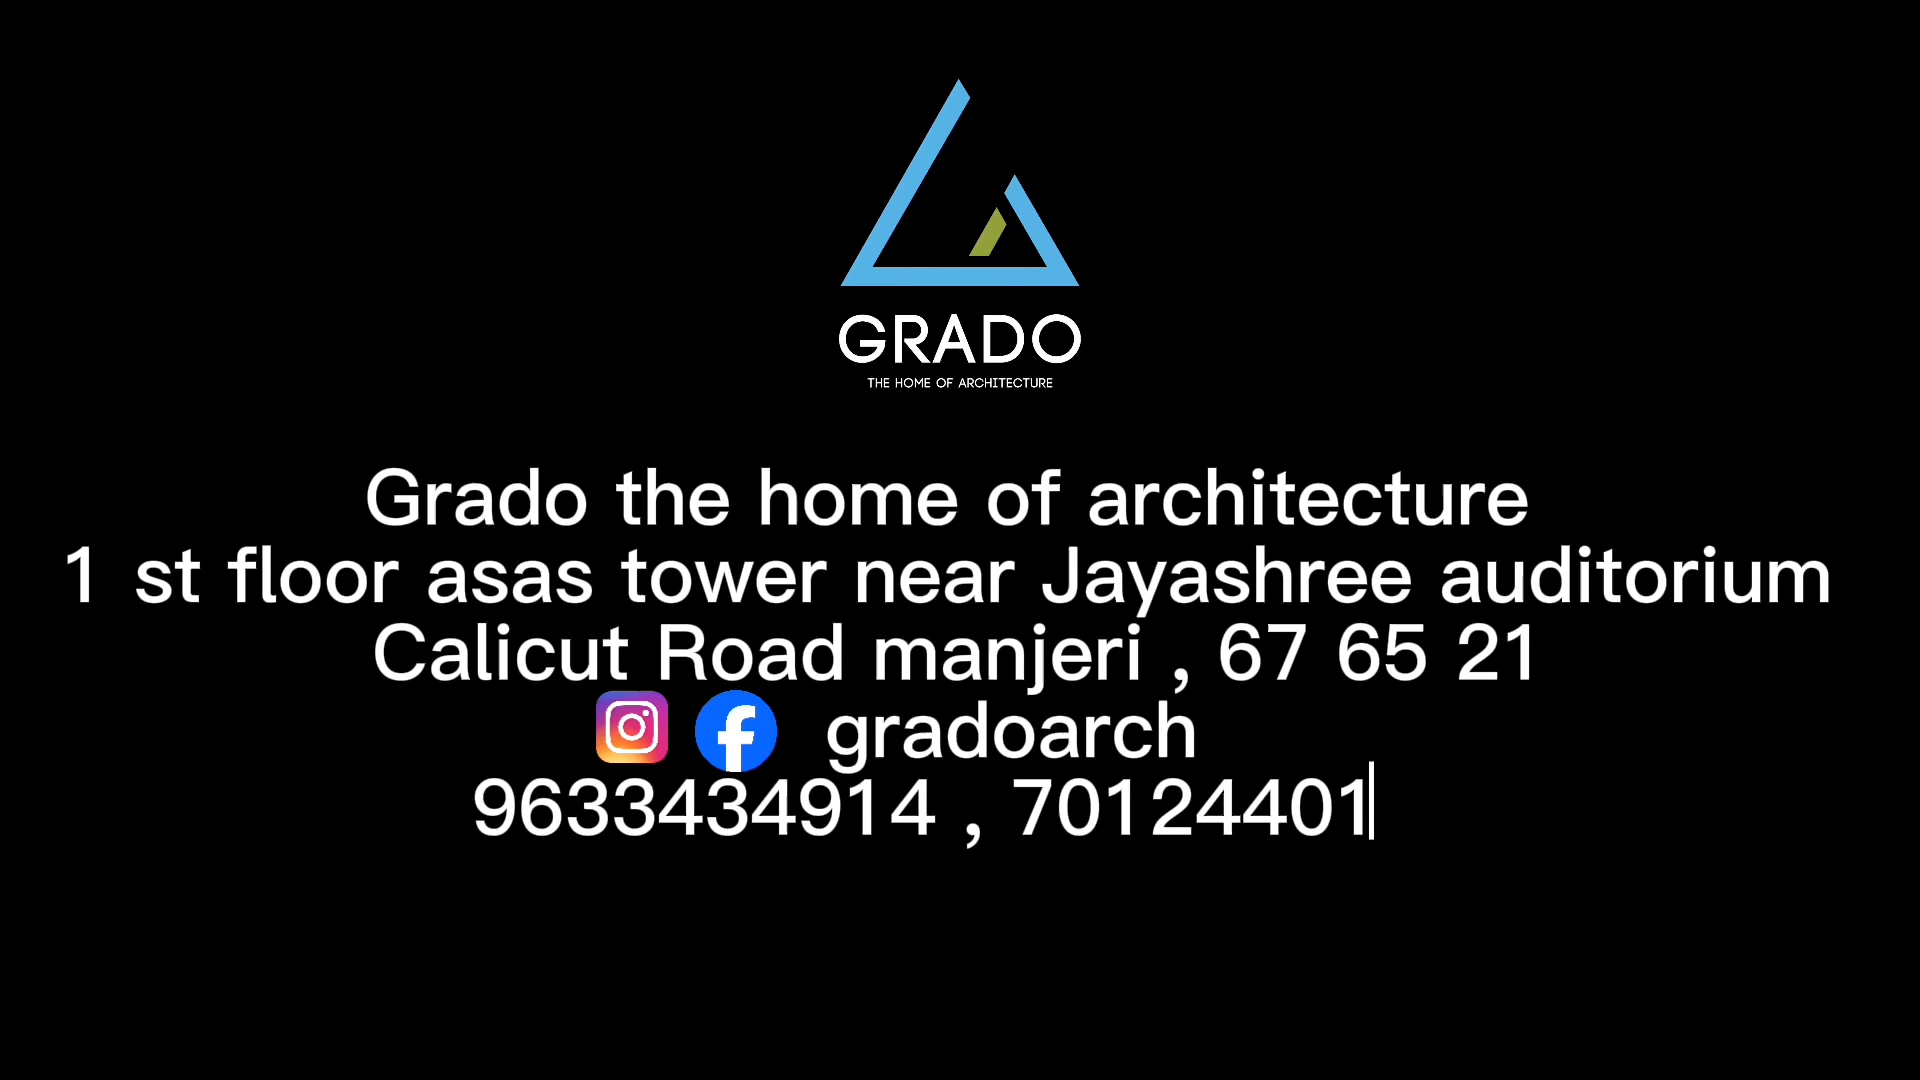 GRADO
THE HOME OF ARCHITECTURE
Grado the home of architecture
1 st floor asas tower near Jayashree auditorium
Calicut Road manjeri , 67 65 21
gradoarch
9633434914 , 70124401